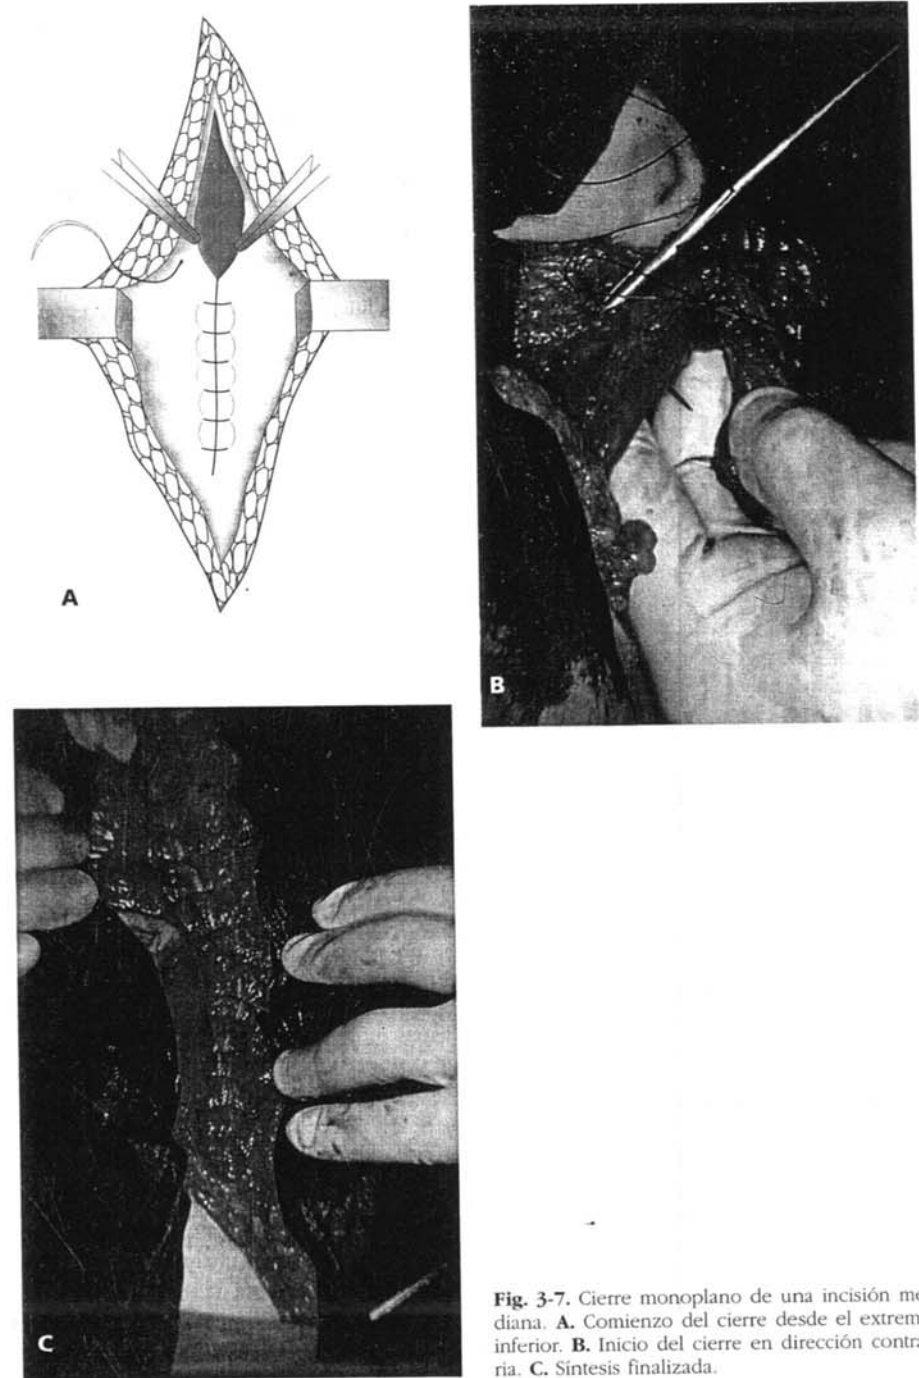 A
B
C
Fig. 3-7. Cierre monoplano de una incisión me
diana. A. Comienzo del cierre desde el extrem
inferior. B. Inicio del cierre en dirección contra
ria. C. Síntesis finalizada.